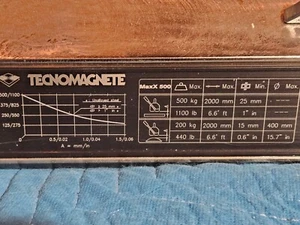 TECNOMAGNETE
500/1100
375/825
250/550
125/275
0.5/0.02 1.0/0.04 1.5/0.06
A = mm/in
MaxX 500 Max. Max. Min. Ø Max.
500 kg 2000 mm 25 mm -
1100 lb 6.6" ft 1" in -
200 kg 2000 mm 15 mm 400 mm
440 lb 6.6" ft 0.6" in 15.7" in